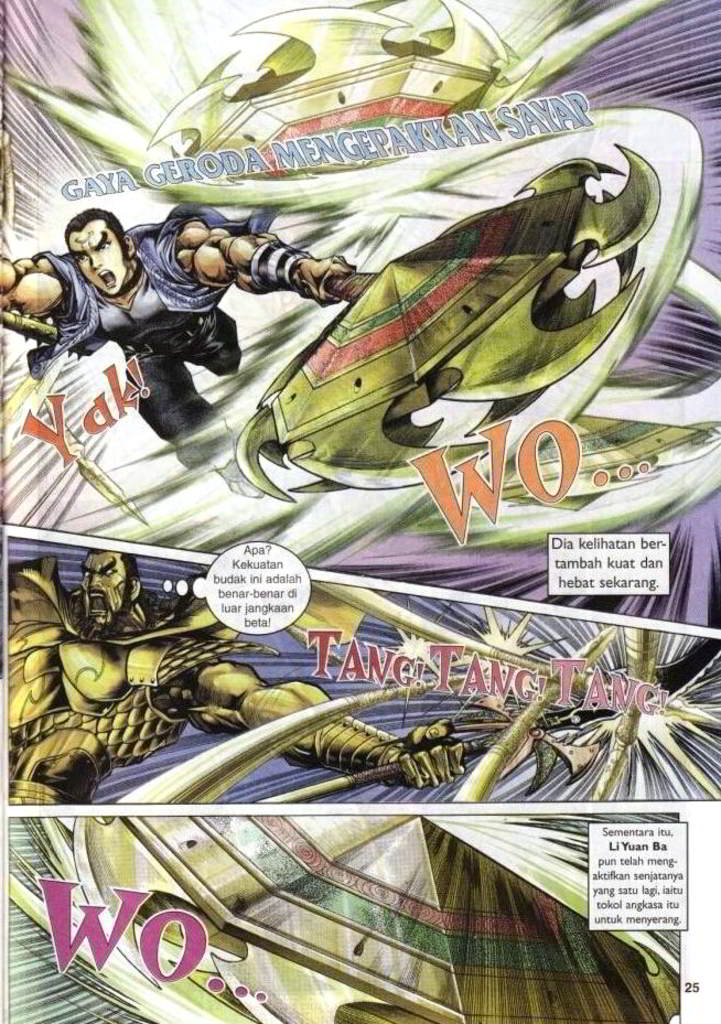 GAYA GERODA MENGEPAKKAN SAYAP
Yak!
WO...
Dia kelihatan ber-
tambah kuat dan
hebat sekarang.
Apa?
Kekuatan
budak ini adalah
benar-benar di
luar jangkaan
beta!
TANG! TANG! TANG!
Sementara itu,
Li Yuan Ba
pun telah meng-
aktifkan senjatanya
yang satu lagi, iaitu
tokol angkasa itu
untuk menyerang.
WO...
25